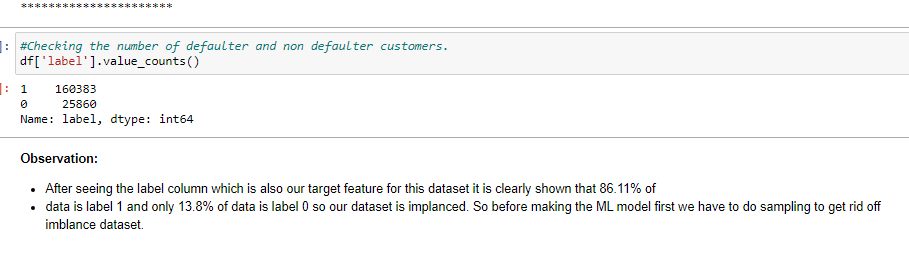 **********************
]: #Checking the number of defaulter and non defaulter customers.
df['label'].value_counts()
]: 1    160383
0     25860
Name: label, dtype: int64
Observation:
• After seeing the label column which is also our target feature for this dataset it is clearly shown that 86.11% of
• data is label 1 and only 13.8% of data is label 0 so our dataset is implanced. So before making the ML model first we have to do sampling to get rid off
imblance dataset.